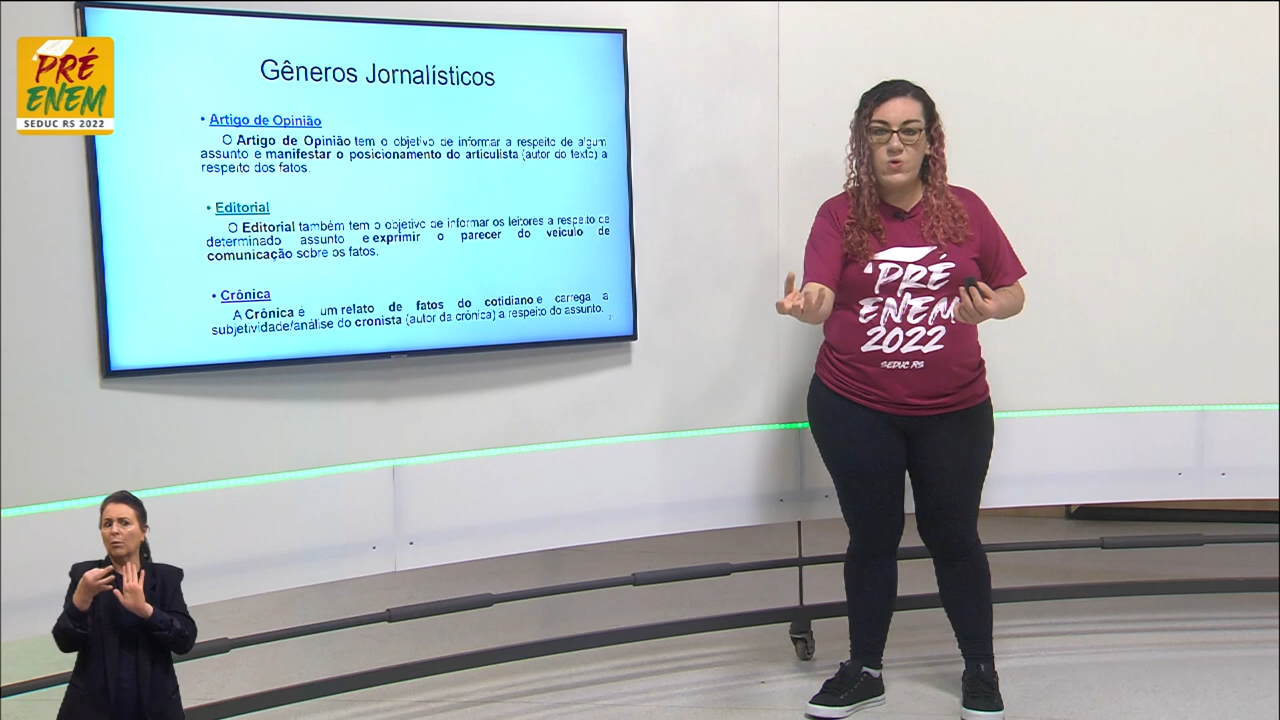 PRÉ
ENEM
SEDUC RS 2022
Gêneros Jornalísticos
• Artigo de Opinião
O Artigo de Opinião tem o objetivo de informar a respeito de algum
assunto e manifestar o posicionamento do articulista (autor do texto) a
respeito dos fatos.
• Editorial
O Editorial também tem o objetivo de informar os leitores a respeito de
determinado assunto e exprimir o parecer do veículo de
comunicação sobre os fatos.
• Crônica
A Crônica é um relato de fatos do cotidiano e carrega a
subjetividade/análise do cronista (autor da crônica) a respeito do assunto.
PRÉ
ENEM
2022
SEDUC RS